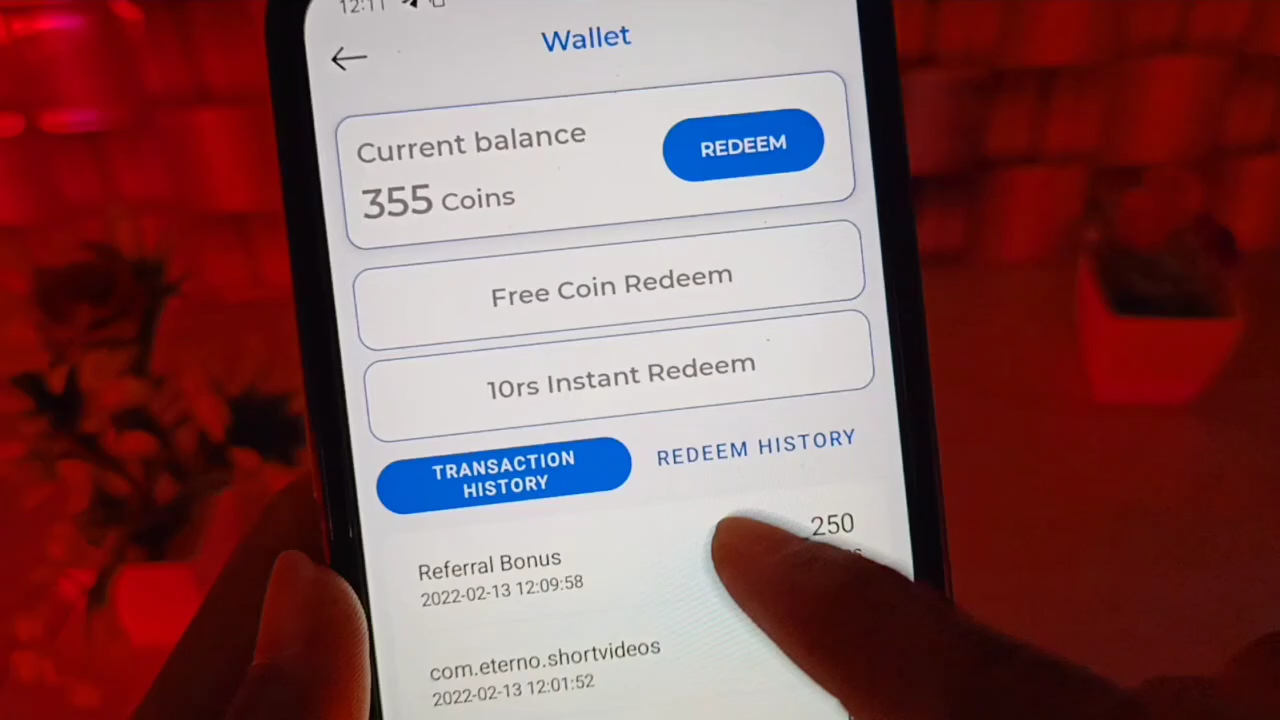 12:11
Wallet
Current balance
355 Coins
REDEEM
Free Coin Redeem
10rs Instant Redeem
TRANSACTION
HISTORY
REDEEM HISTORY
Referral Bonus
250
2022-02-13 12:09:58
com.eterno.shortvideos
2022-02-13 12:01:52